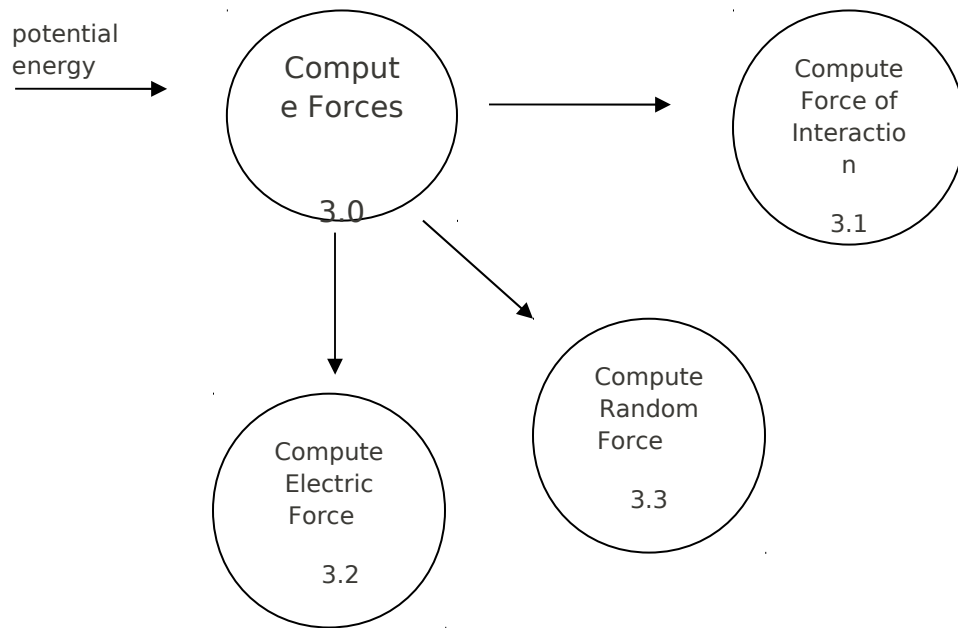 potential
energy
Comput
e Forces
3.0
Compute
Force of
Interactio
n
3.1
Compute
Random
Force
3.3
Compute
Electric
Force
3.2